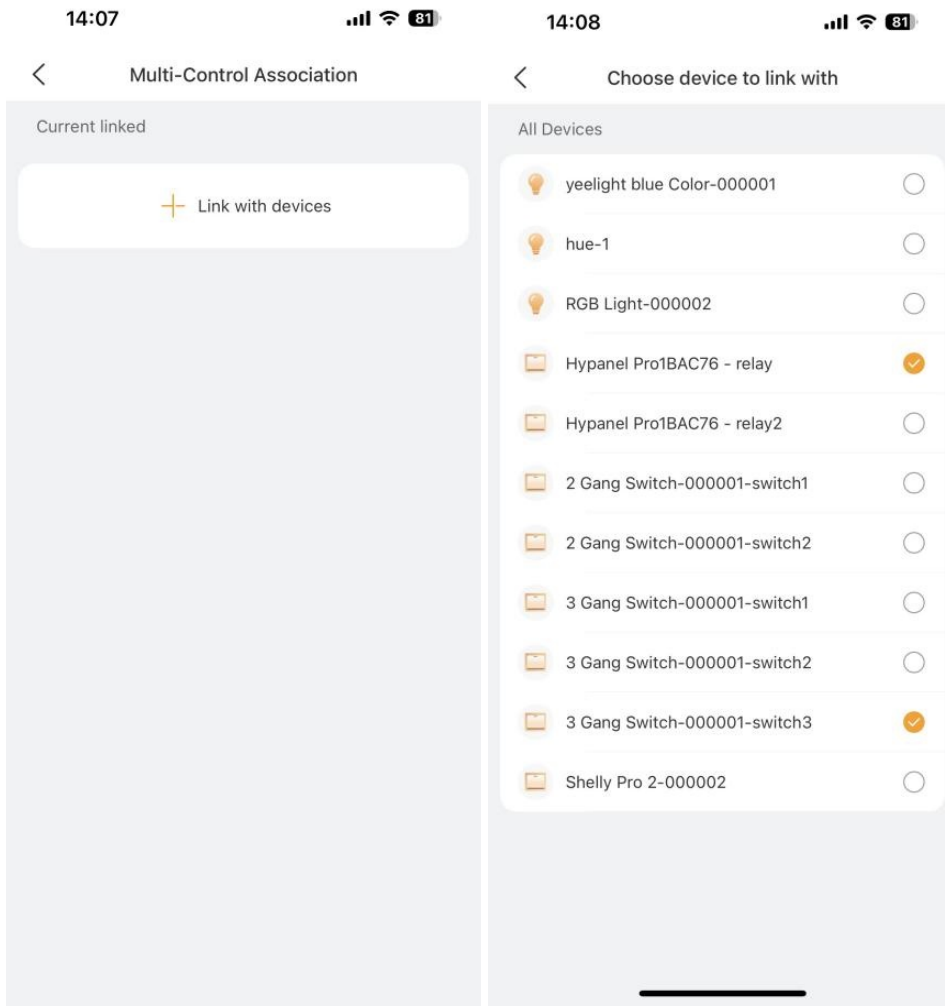 14:07
81
Multi-Control Association
Current linked
Link with devices
14:08
81
Choose device to link with
All Devices
yeelight blue Color-000001
hue-1
RGB Light-000002
Hypanel Pro1BAC76 - relay
Hypanel Pro1BAC76 - relay2
2 Gang Switch-000001-switch1
2 Gang Switch-000001-switch2
3 Gang Switch-000001-switch1
3 Gang Switch-000001-switch2
3 Gang Switch-000001-switch3
Shelly Pro 2-000002